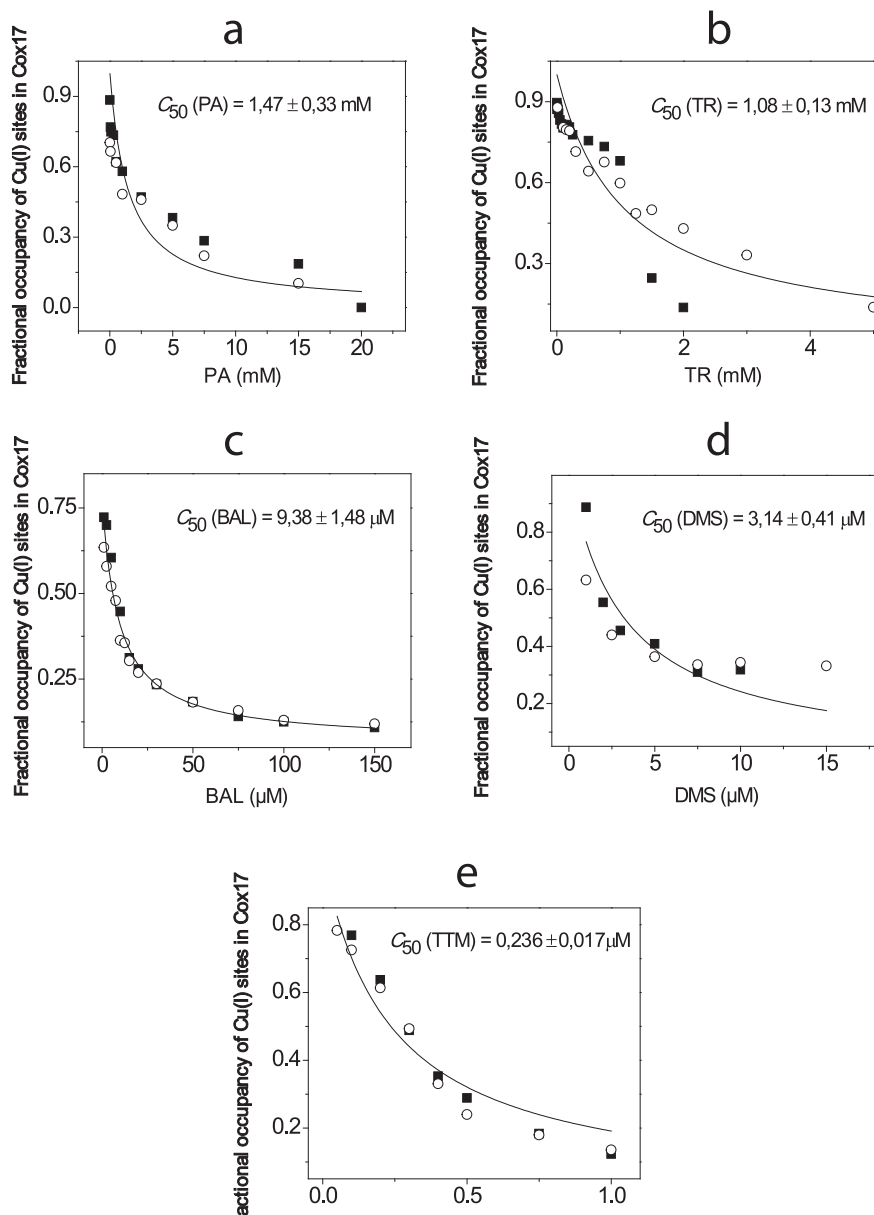 a
Fractional occupancy of Cu(I) sites in Cox17
C50 (PA) = 1,47 ± 0,33 mM
0.9
0.6
0.3
0.0
0 5 10 15 20
PA (mM)
b
Fractional occupancy of Cu(I) sites in Cox17
C50 (TR) = 1,08 ± 0,13 mM
0.9
0.6
0.3
0 2 4
TR (mM)
c
Fractional occupancy of Cu(I) sites in Cox17
C50 (BAL) = 9,38 ± 1,48 µM
0.75
0.50
0.25
0 50 100 150
BAL (µM)
d
Fractional occupancy of Cu(I) sites in Cox17
C50 (DMS) = 3,14 ± 0,41 µM
0.8
0.6
0.4
0.2
0 5 10 15
DMS (µM)
e
actional occupancy of Cu(I) sites in Cox17
C50 (TTM) = 0,236 ± 0,017 µM
0.8
0.6
0.4
0.2
0.0 0.5 1.0